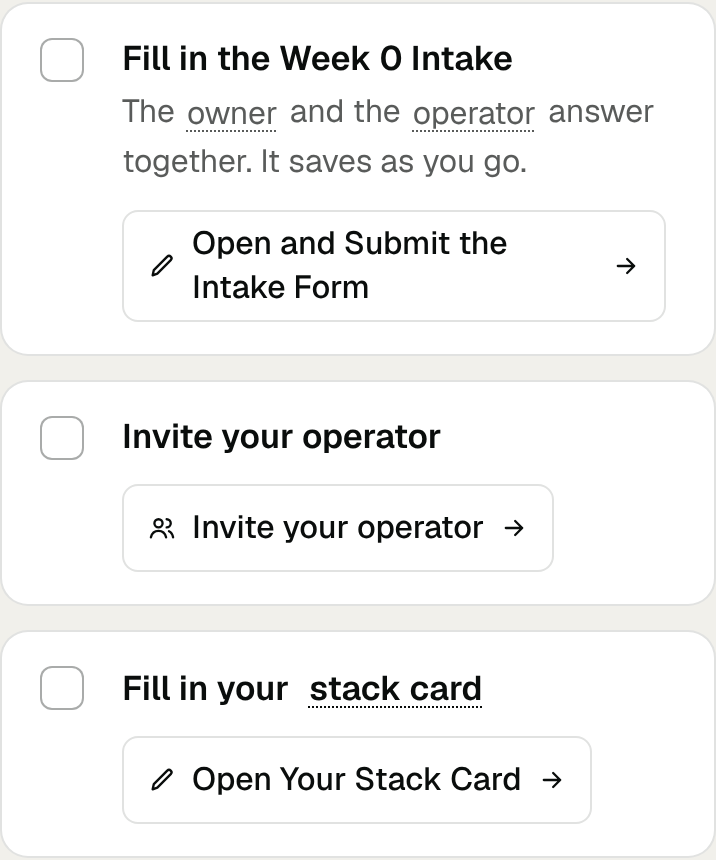 Fill in the Week 0 Intake
The owner and the operator answer
together. It saves as you go.
Open and Submit the
Intake Form
Invite your operator
Invite your operator
Fill in your stack card
Open Your Stack Card